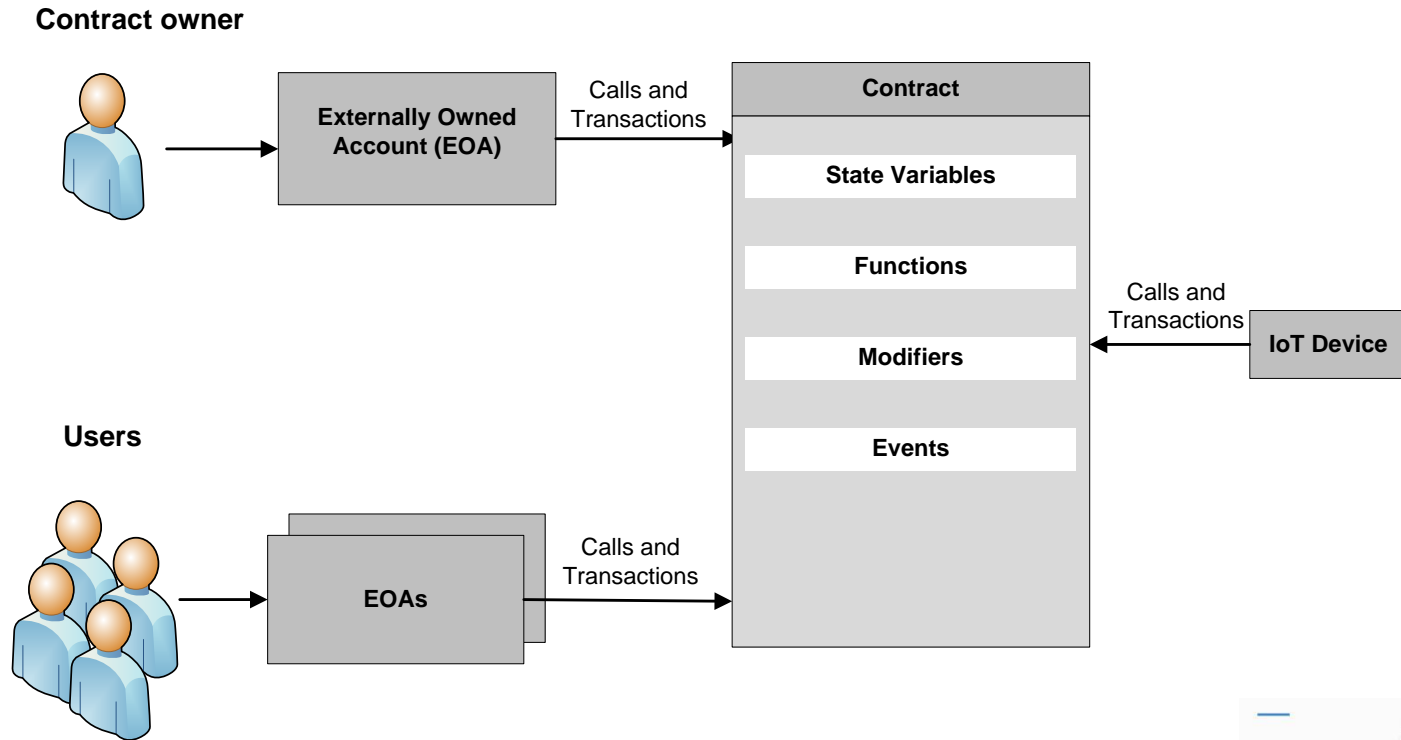 Contract owner
Externally Owned
Account (EOA)
Calls and
Transactions
Contract
State Variables
Functions
Modifiers
Events
Calls and
Transactions
IoT Device
Users
EOAs
Calls and
Transactions